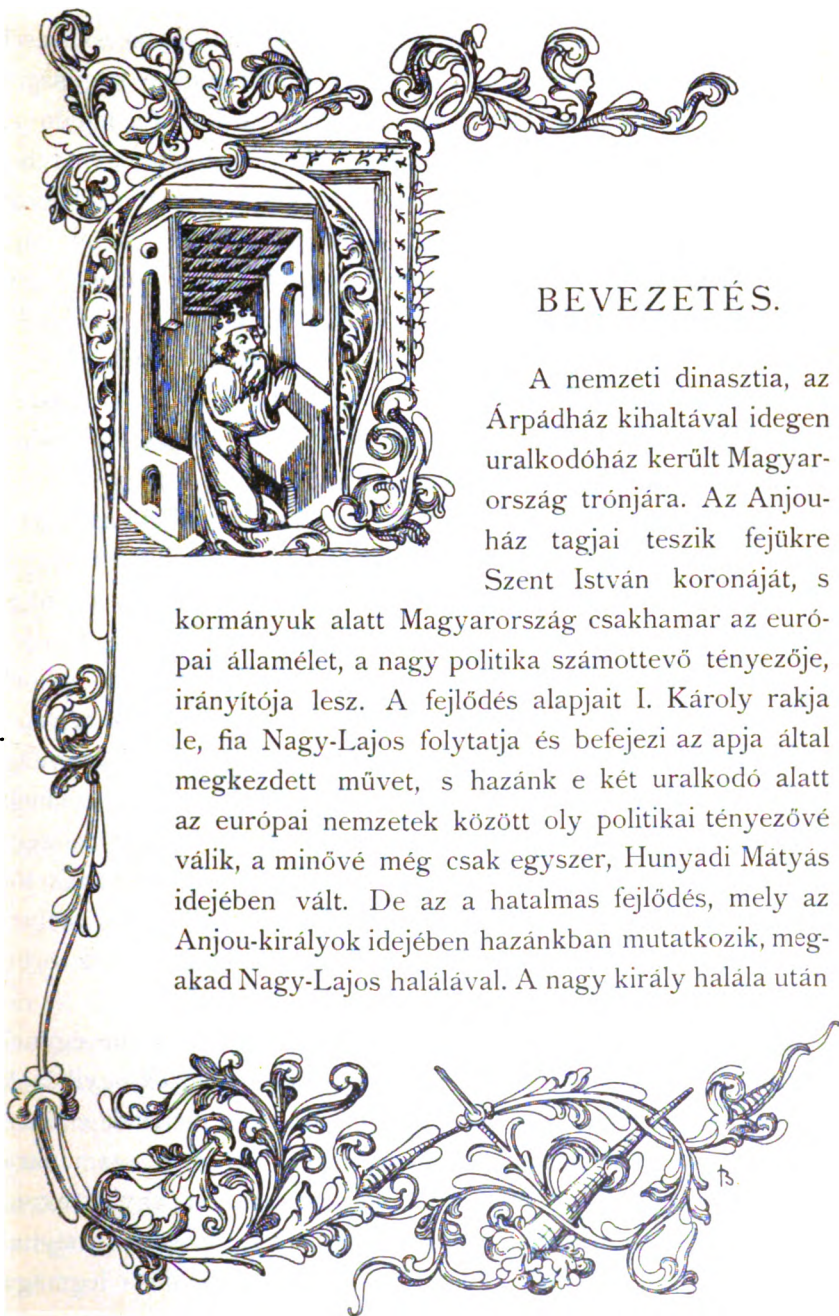 BEVEZETÉS.
A nemzeti dinasztia, az
Árpádház kihaltával idegen
uralkodóház került Magyar-
ország trónjára. Az Anjou-
ház tagjai teszik fejükre
Szent István koronáját, s
kormányuk alatt Magyarország csakhamar az euró-
pai államélet, a nagy politika számottevő tényezője,
irányítója lesz. A fejlődés alapjait I. Károly rakja
le, fia Nagy-Lajos folytatja és befejezi az apja által
megkezdett művet, s hazánk e két uralkodó alatt
az európai nemzetek között oly politikai tényezővé
válik, a minővé még csak egyszer, Hunyadi Mátyás
idejében vált. De az a hatalmas fejlődés, mely az
Anjou-királyok idejében hazánkban mutatkozik, meg-
akad Nagy-Lajos halálával. A nagy király halála után